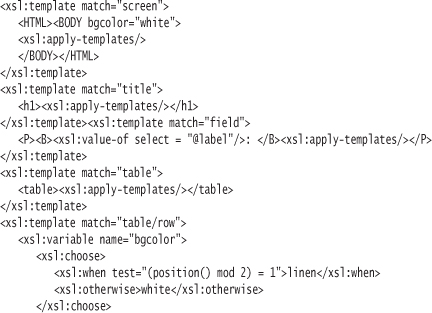 <xsl:template match="screen">
<HTML><BODY bgcolor="white">
<xsl:apply-templates/>
</BODY></HTML>
</xsl:template>
<xsl:template match="title">
<h1><xsl:apply-templates/></h1>
</xsl:template><xsl:template match="field">
<P><B><xsl:value-of select = "@label"/>: </B><xsl:apply-templates/></P>
</xsl:template>
<xsl:template match="table">
<table><xsl:apply-templates/></table>
</xsl:template>
<xsl:template match="table/row">
<xsl:variable name="bgcolor">
<xsl:choose>
<xsl:when test="(position() mod 2) = 1">linen</xsl:when>
<xsl:otherwise>white</xsl:otherwise>
</xsl:choose>